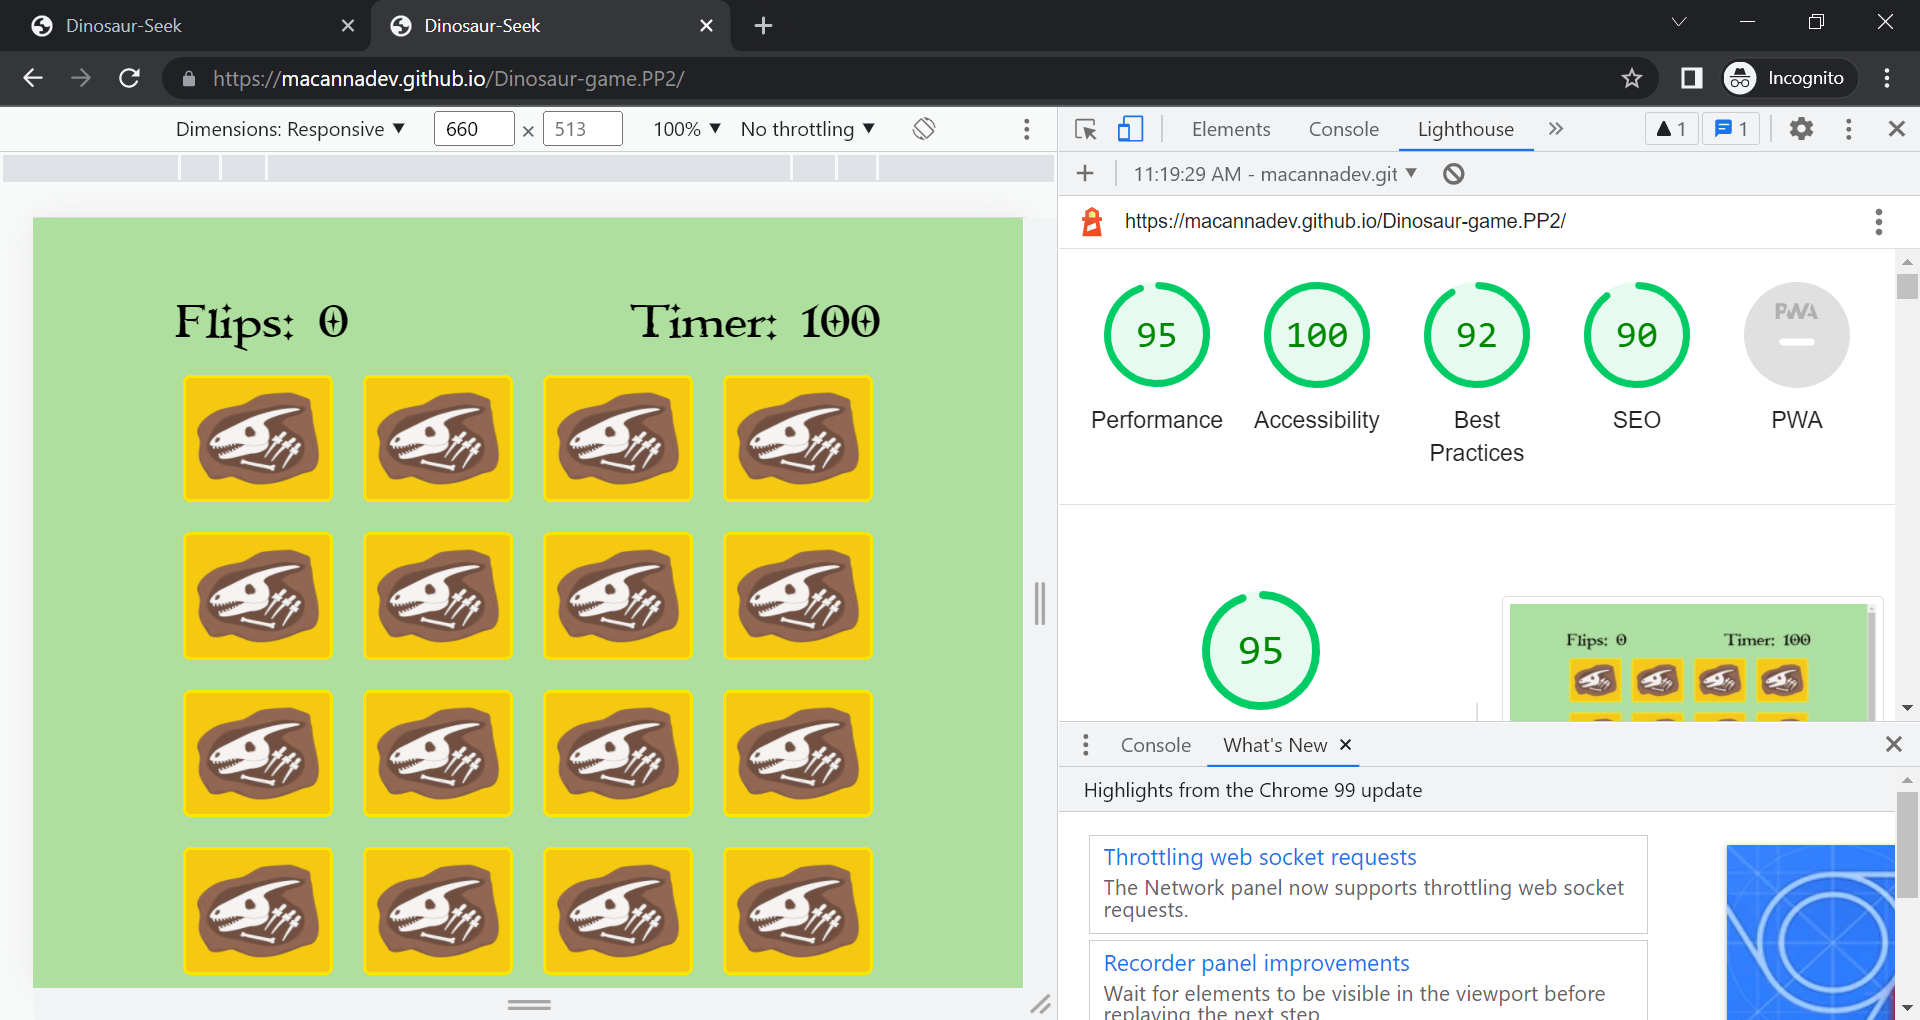 Dinosaur-Seek
Dinosaur-Seek
https://macannadev.github.io/Dinosaur-game.PP2/
Incognito
Dimensions: Responsive 660 × 513 100% No throttling
Elements Console Lighthouse 1 1
11:19:29 AM - macannadev.git
https://macannadev.github.io/Dinosaur-game.PP2/
Flips: 0 Timer: 100
95 100 92 90 PWA
Performance Accessibility Best Practices SEO PWA
95
Flips: 0 Timer: 100
Console What's New
Highlights from the Chrome 99 update
Throttling web socket requests
The Network panel now supports throttling web socket
requests.
Recorder panel improvements
Wait for elements to be visible in the viewport before
replaying the next step